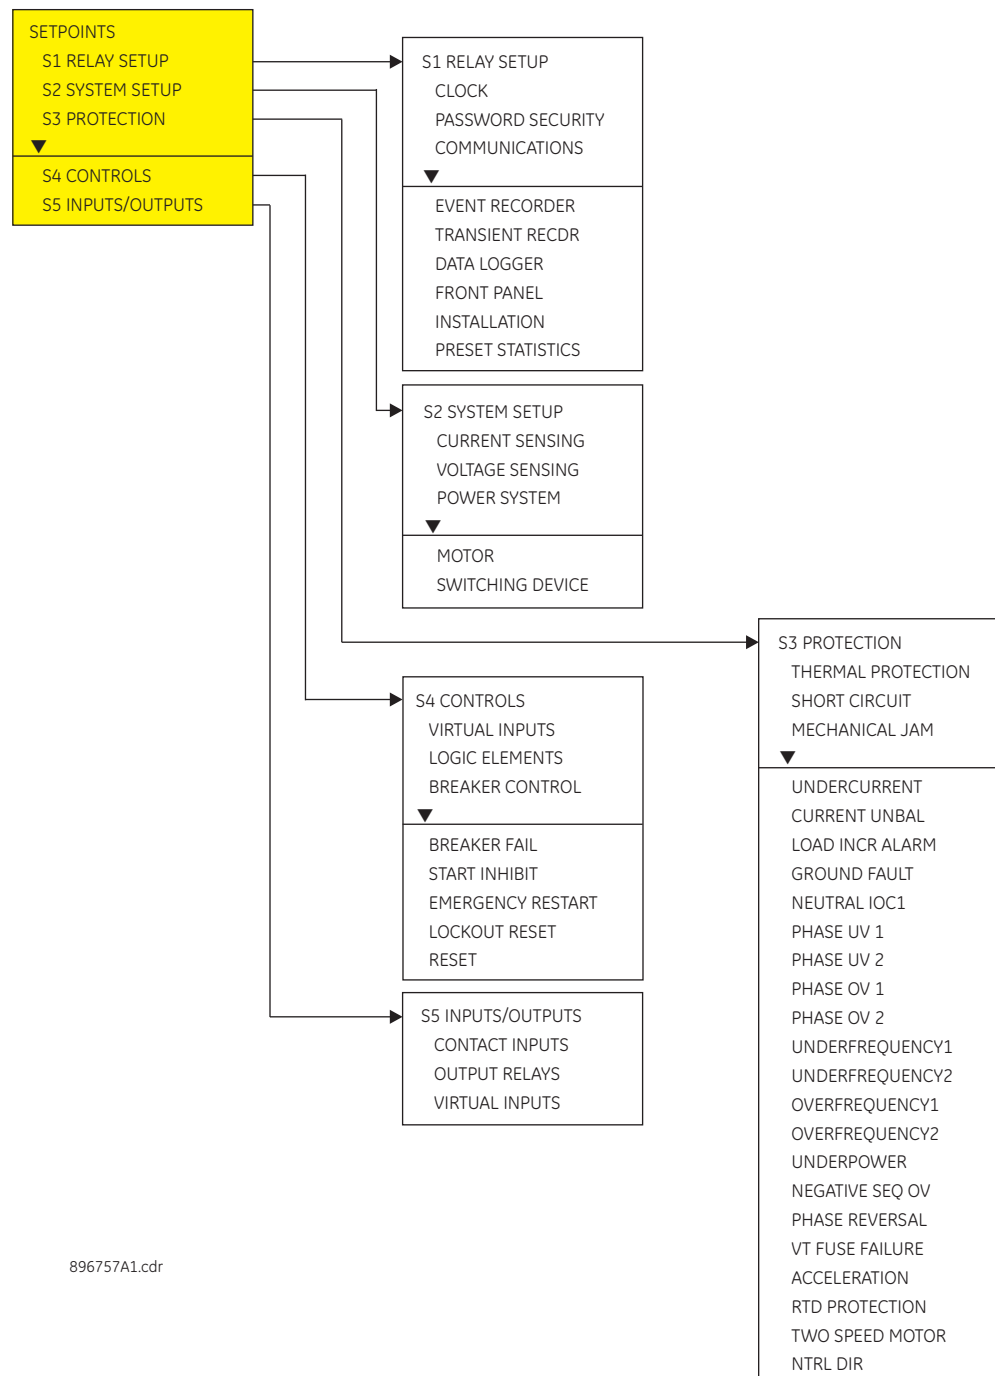 SETPOINTS
S1 RELAY SETUP
S2 SYSTEM SETUP
S3 PROTECTION
S4 CONTROLS
S5 INPUTS/OUTPUTS
S1 RELAY SETUP
CLOCK
PASSWORD SECURITY
COMMUNICATIONS
EVENT RECORDER
TRANSIENT RECDR
DATA LOGGER
FRONT PANEL
INSTALLATION
PRESET STATISTICS
S2 SYSTEM SETUP
CURRENT SENSING
VOLTAGE SENSING
POWER SYSTEM
MOTOR
SWITCHING DEVICE
S3 PROTECTION
THERMAL PROTECTION
SHORT CIRCUIT
MECHANICAL JAM
UNDERCURRENT
CURRENT UNBAL
LOAD INCR ALARM
GROUND FAULT
NEUTRAL IOC1
PHASE UV 1
PHASE UV 2
PHASE OV 1
PHASE OV 2
UNDERFREQUENCY1
UNDERFREQUENCY2
OVERFREQUENCY1
OVERFREQUENCY2
UNDERPOWER
NEGATIVE SEQ OV
PHASE REVERSAL
VT FUSE FAILURE
ACCELERATION
RTD PROTECTION
TWO SPEED MOTOR
NTRL DIR
S4 CONTROLS
VIRTUAL INPUTS
LOGIC ELEMENTS
BREAKER CONTROL
BREAKER FAIL
START INHIBIT
EMERGENCY RESTART
LOCKOUT RESET
RESET
S5 INPUTS/OUTPUTS
CONTACT INPUTS
OUTPUT RELAYS
VIRTUAL INPUTS
896757A1.cdr